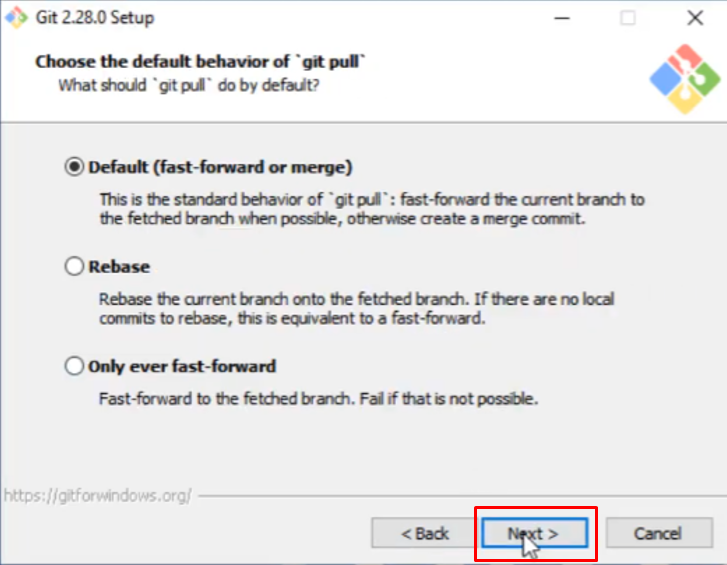 Git 2.28.0 Setup
Choose the default behavior of `git pull`
What should `git pull` do by default?
Default (fast-forward or merge)
This is the standard behavior of `git pull`: fast-forward the current branch to
the fetched branch when possible, otherwise create a merge commit.
Rebase
Rebase the current branch onto the fetched branch. If there are no local
commits to rebase, this is equivalent to a fast-forward.
Only ever fast-forward
Fast-forward to the fetched branch. Fail if that is not possible.
https://gitforwindows.org/
< Back Next > Cancel